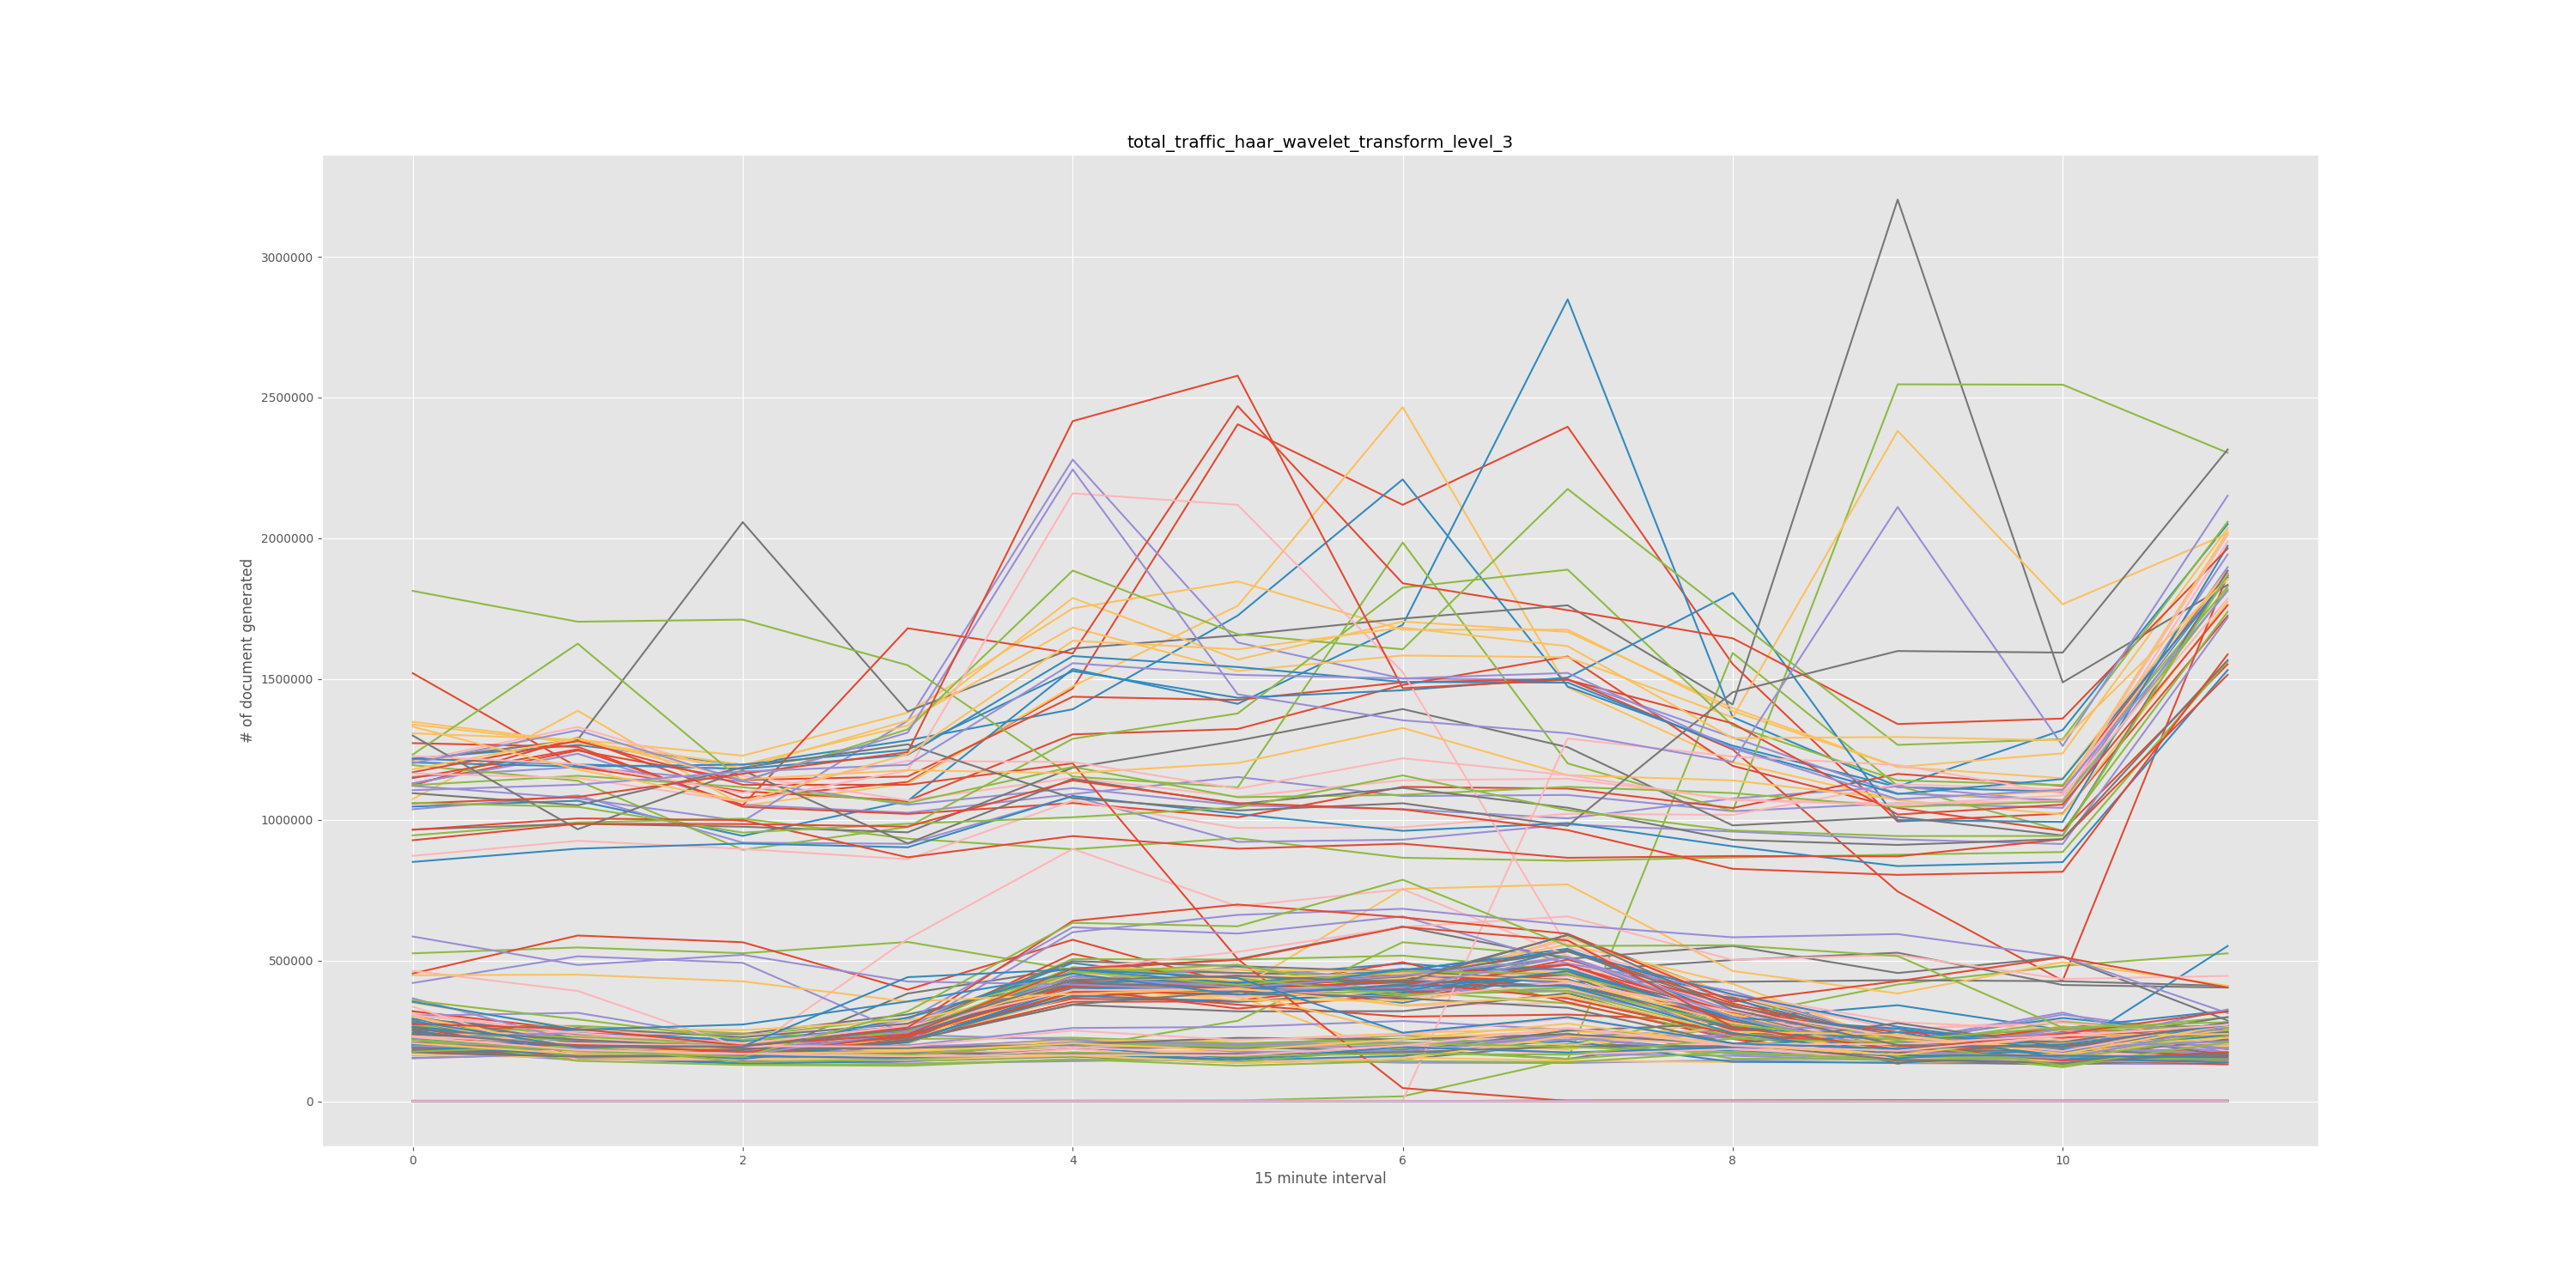 total_traffic_haar_wavelet_transform_level_3
3000000
2500000
2000000
1500000
1000000
500000
0
# of document generated
0 2 4 6 8 10
15 minute interval